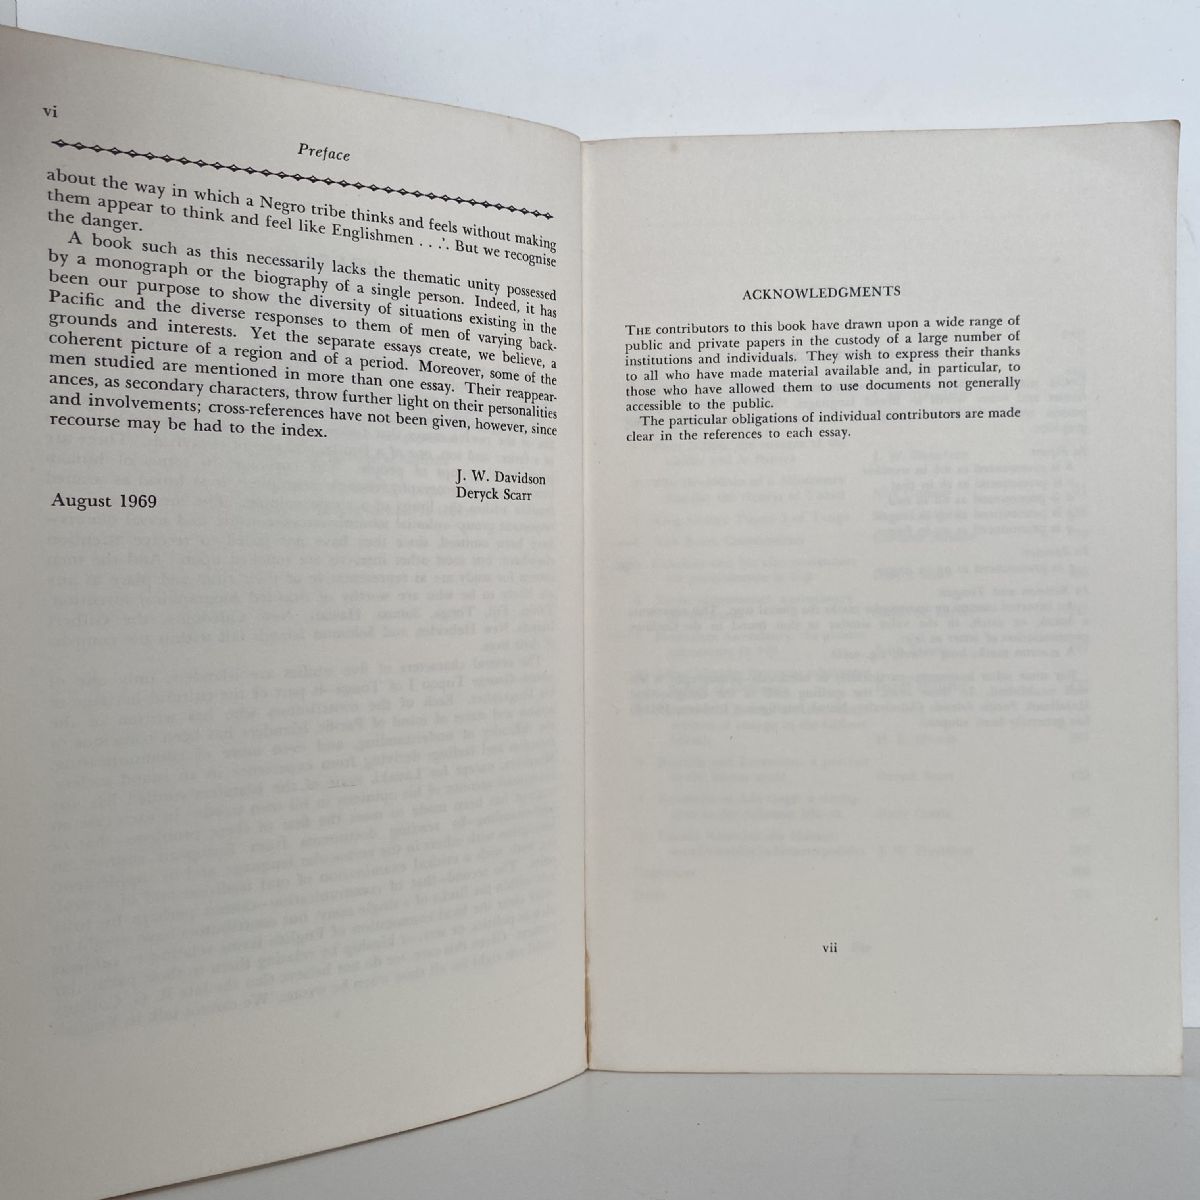 vi
Preface
about the way in which a Negro tribe thinks and feels without making
them appear to think and feel like Englishmen . . .'. But we recognise
the danger.
A book such as this necessarily lacks the thematic unity possessed
by a monograph or the biography of a single person. Indeed, it has
been our purpose to show the diversity of situations existing in the
Pacific and the diverse responses to them of men of varying back-
grounds and interests. Yet the separate essays create, we believe, a
coherent picture of a region and of a period. Moreover, some of the
men studied are mentioned in more than one essay. Their reappear-
ances, as secondary characters, throw further light on their personalities
and involvements; cross-references have not been given, however, since
recourse may be had to the index.
J. W. Davidson
Deryck Scarr
August 1969
ACKNOWLEDGMENTS
THE contributors to this book have drawn upon a wide range of
public and private papers in the custody of a large number of
institutions and individuals. They wish to express their thanks
to all who have made material available and, in particular, to
those who have allowed them to use documents not generally
accessible to the public.
The particular obligations of individual contributors are made
clear in the references to each essay.
vii